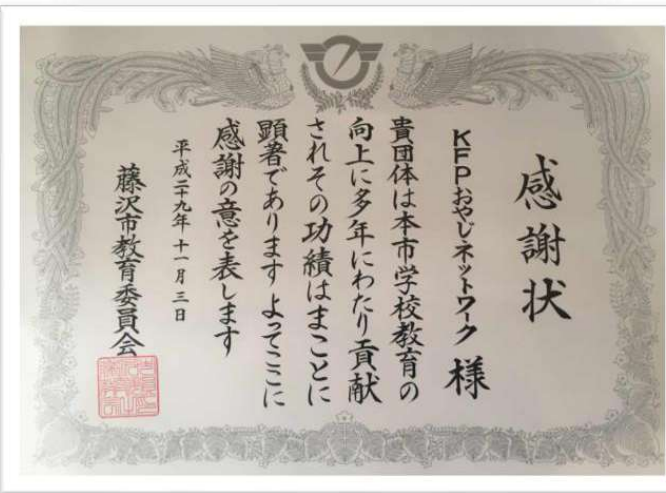 感謝状
KFPおやじネットワーク 様
貴団体は本市学校教育の
向上に多年にわたり貢献
されその功績はまことに
顕著であります よってここに
感謝の意を表します
平成二十九年十一月三日
藤沢市教育委員会